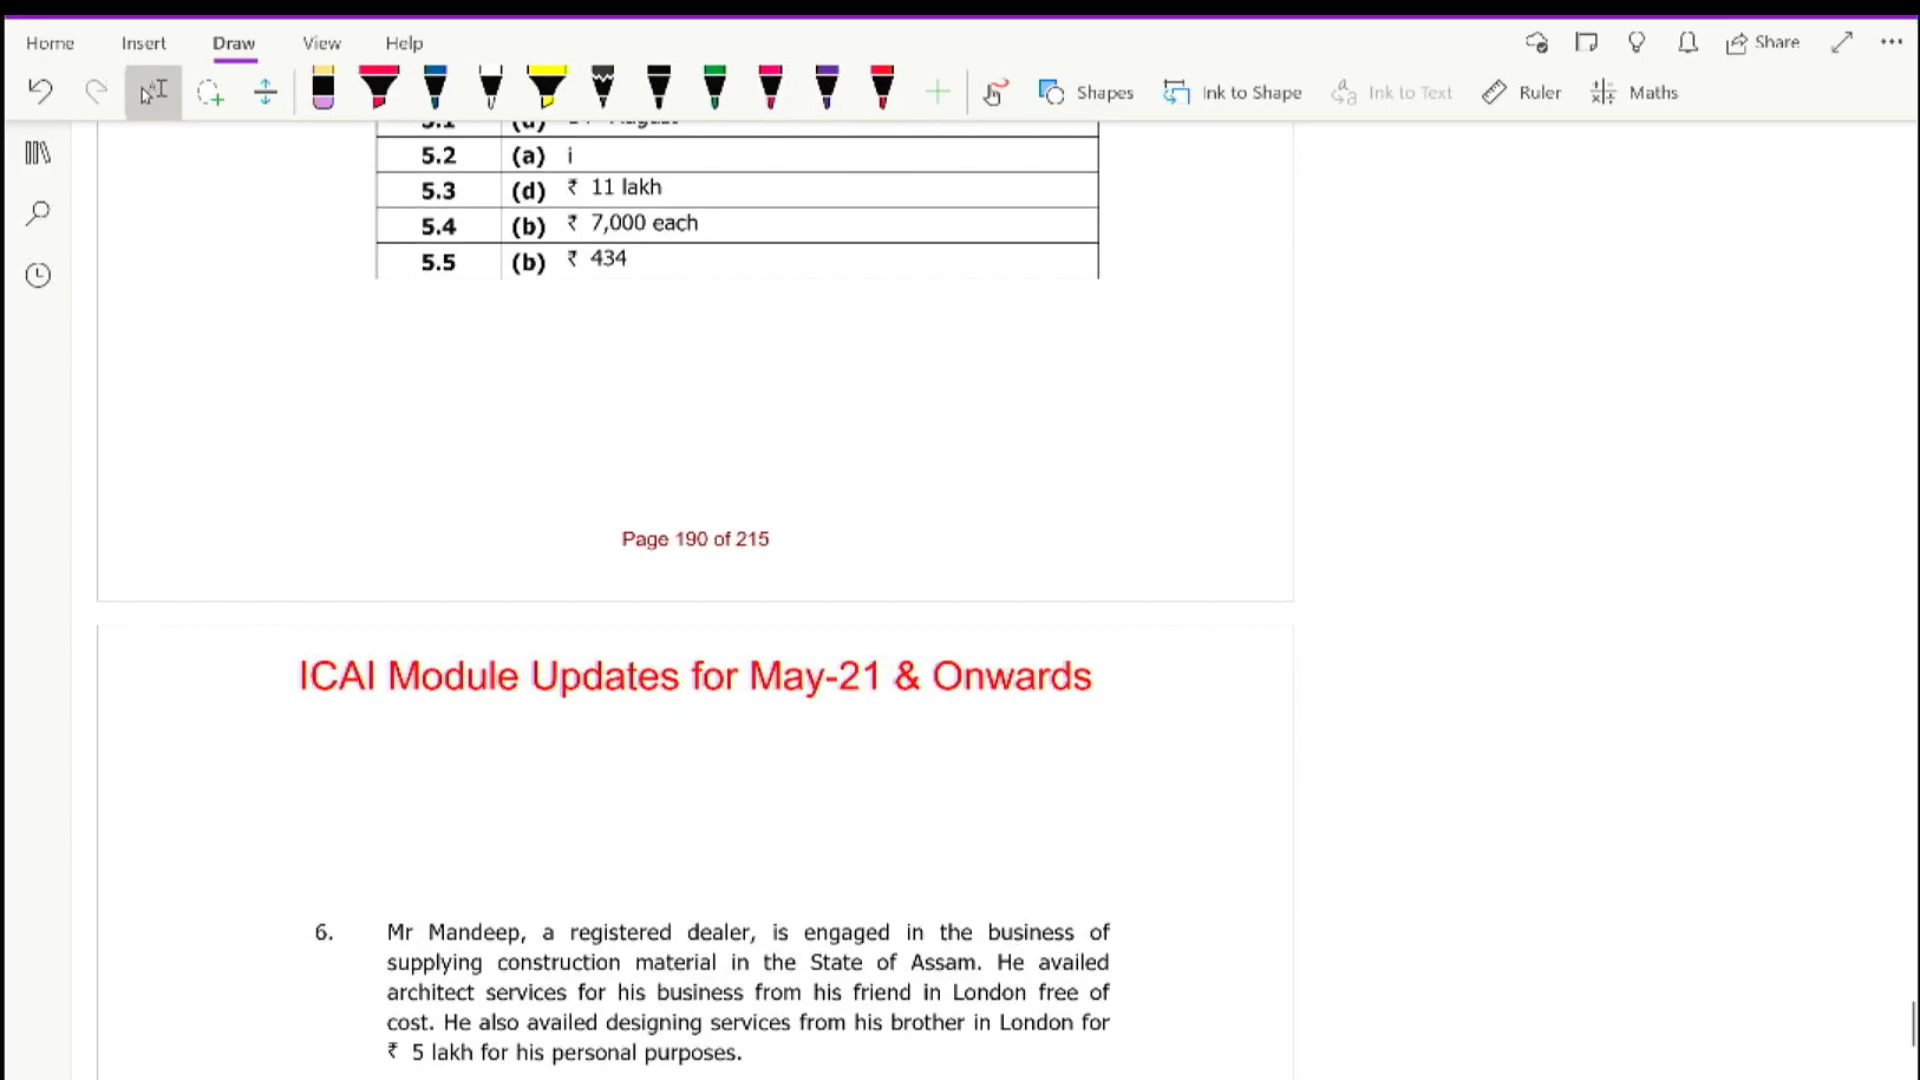 Home Insert Draw View Help
Share
Shapes Ink to Shape Ink to Text Ruler Maths
5.2 (a) i
5.3 (d) ₹ 11 lakh
5.4 (b) ₹ 7,000 each
5.5 (b) ₹ 434
Page 190 of 215
ICAI Module Updates for May-21 & Onwards
6. Mr Mandeep, a registered dealer, is engaged in the business of
supplying construction material in the State of Assam. He availed
architect services for his business from his friend in London free of
cost. He also availed designing services from his brother in London for
₹ 5 lakh for his personal purposes.